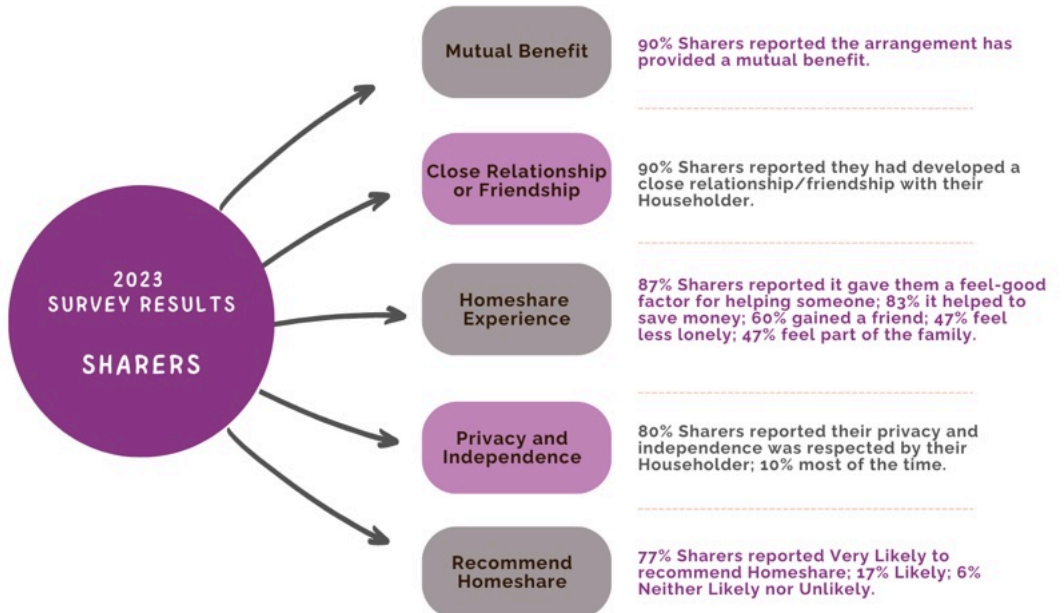 2023
SURVEY RESULTS
SHARERS
Mutual Benefit
90% Sharers reported the arrangement has
provided a mutual benefit.
Close Relationship
or Friendship
90% Sharers reported they had developed a
close relationship/friendship with their
Householder.
Homeshare
Experience
87% Sharers reported it gave them a feel-good
factor for helping someone; 83% it helped to
save money; 60% gained a friend; 47% feel
less lonely; 47% feel part of the family.
Privacy and
Independence
80% Sharers reported their privacy and
independence was respected by their
Householder; 10% most of the time.
Recommend
Homeshare
77% Sharers reported Very Likely to
recommend Homeshare; 17% Likely; 6%
Neither Likely nor Unlikely.